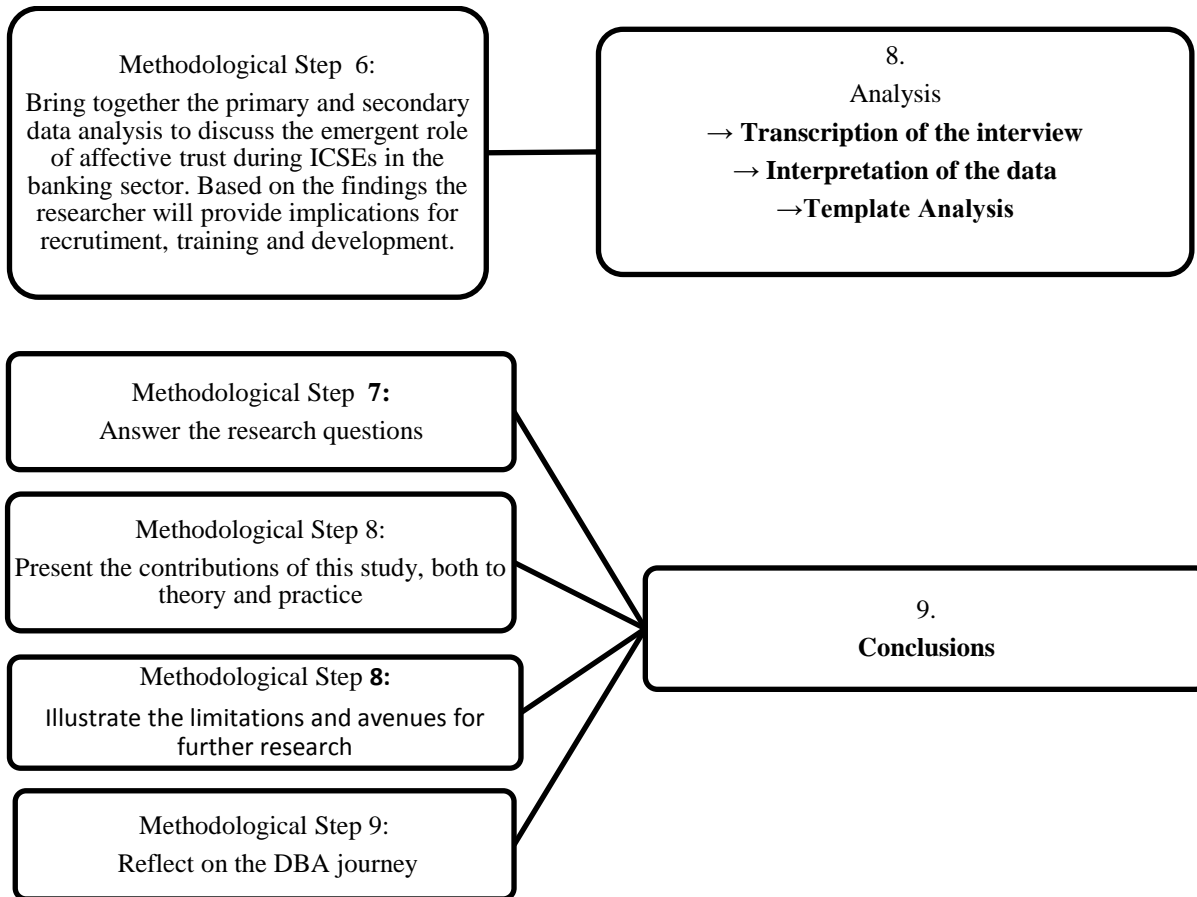 Methodological Step 6:
Bring together the primary and secondary
data analysis to discuss the emergent role
of affective trust during ICSEs in the
banking sector. Based on the findings the
researcher will provide implications for
recrutiment, training and development.
8.
Analysis
→ Transcription of the interview
→ Interpretation of the data
→Template Analysis
Methodological Step 7:
Answer the research questions
Methodological Step 8:
Present the contributions of this study, both to
theory and practice
Methodological Step 8:
Illustrate the limitations and avenues for
further research
Methodological Step 9:
Reflect on the DBA journey
9.
Conclusions